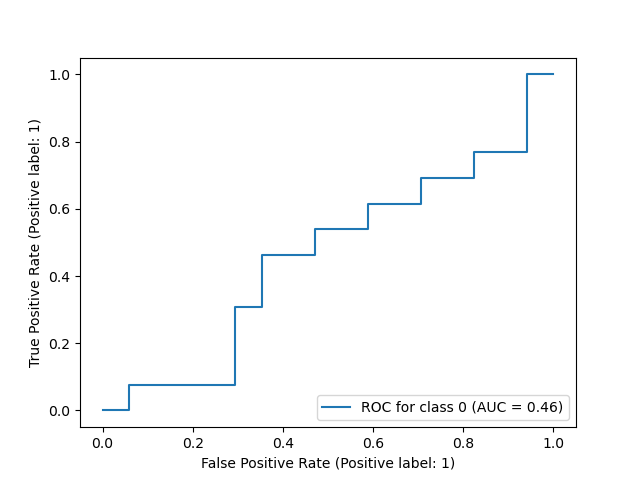 1.0
0.8
0.6
0.4
0.2
0.0
True Positive Rate (Positive label: 1)
ROC for class 0 (AUC = 0.46)
0.0 0.2 0.4 0.6 0.8 1.0
False Positive Rate (Positive label: 1)